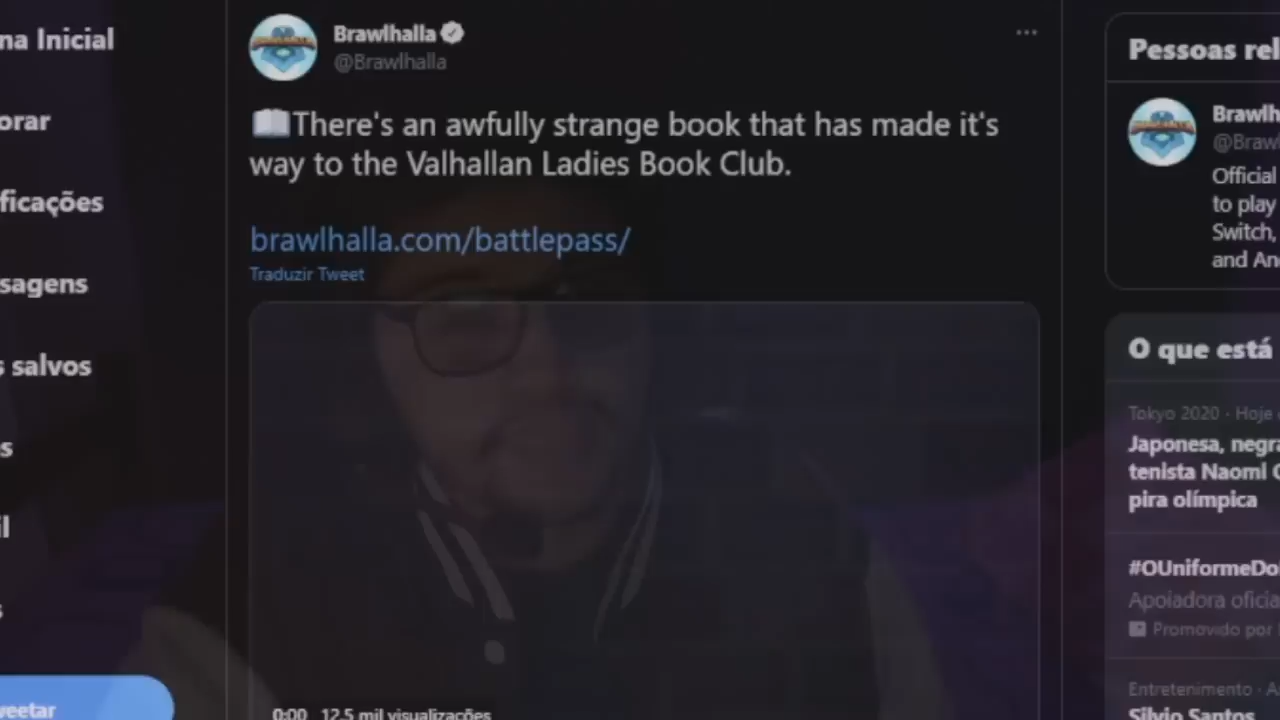 na Inicial
orar
ficações
sagens
s salvos
s
il
s
weetar
Brawlhalla
@Brawlhalla
There's an awfully strange book that has made it's
way to the Valhallan Ladies Book Club.
brawlhalla.com/battlepass/
Traduzir Tweet
0:00 12,5 mil visualizações
Pessoas rel
Brawlh
@Brawl
Official
to play
Switch,
and And
O que está
Tokyo 2020 · Hoje
Japonesa, negra
tenista Naomi O
pira olímpica
#OUniformeDo
Apoiadora oficia
Promovido por
Entretenimento · A
Silvio Santos